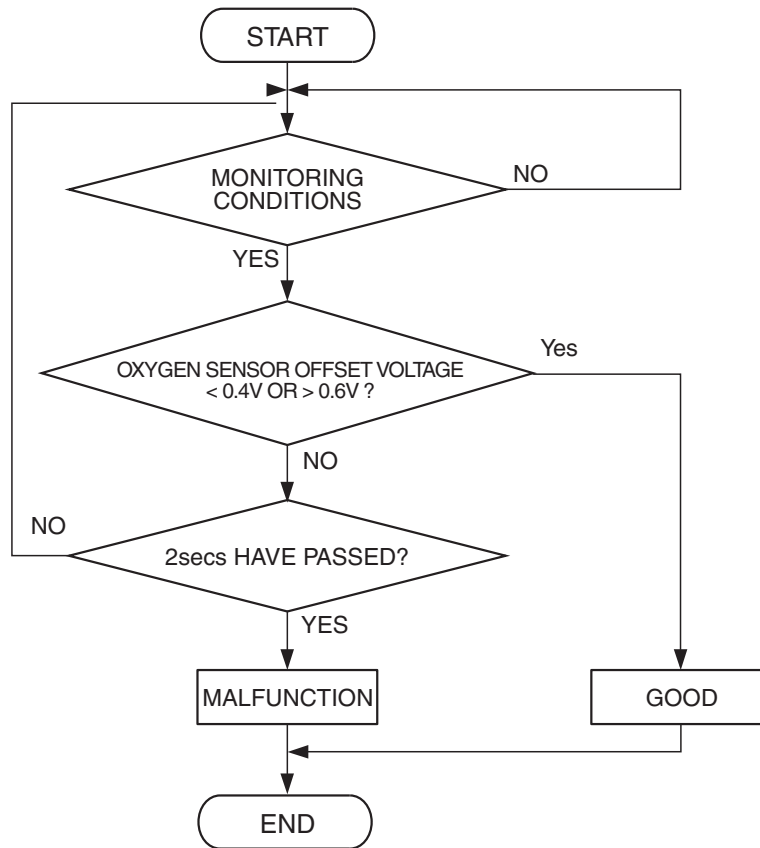 START
MONITORING
CONDITIONS
NO
YES
OXYGEN SENSOR OFFSET VOLTAGE
< 0.4V OR > 0.6V ?
Yes
NO
NO
2secs HAVE PASSED?
YES
MALFUNCTION
GOOD
END